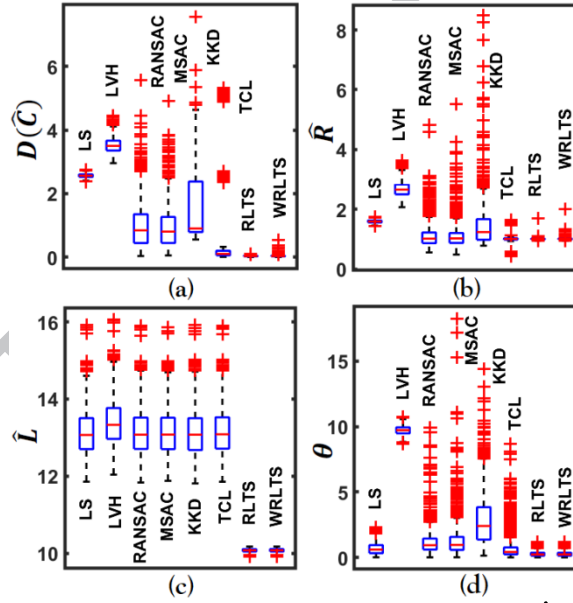 D(Ĉ)
6
4
2
0
LS
LVH
RANSAC
MSAC
KKD
TCL
RLTS
WRLTS
(a)
R̂
8
6
4
2
0
LS
LVH
RANSAC
MSAC
KKD
TCL
RLTS
WRLTS
(b)
L̂
16
14
12
10
LS
LVH
RANSAC
MSAC
KKD
TCL
RLTS
WRLTS
(c)
θ
15
10
5
0
LS
LVH
RANSAC
MSAC
KKD
TCL
RLTS
WRLTS
(d)